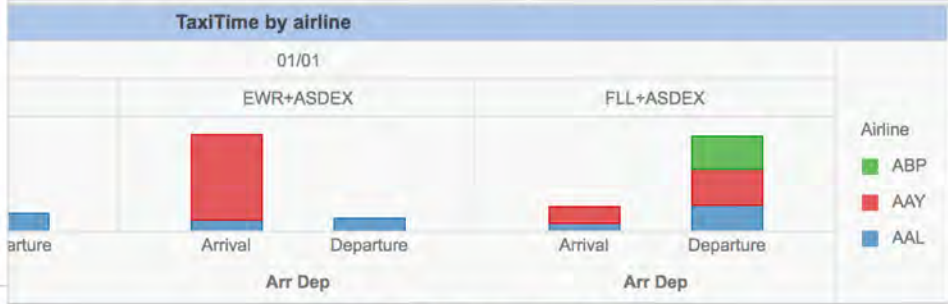 TaxiTime by airline
01/01
EWR+ASDEX FLL+ASDEX
Airline
ABP
AAY
AAL
arture Arrival Departure Arrival Departure
Arr Dep Arr Dep